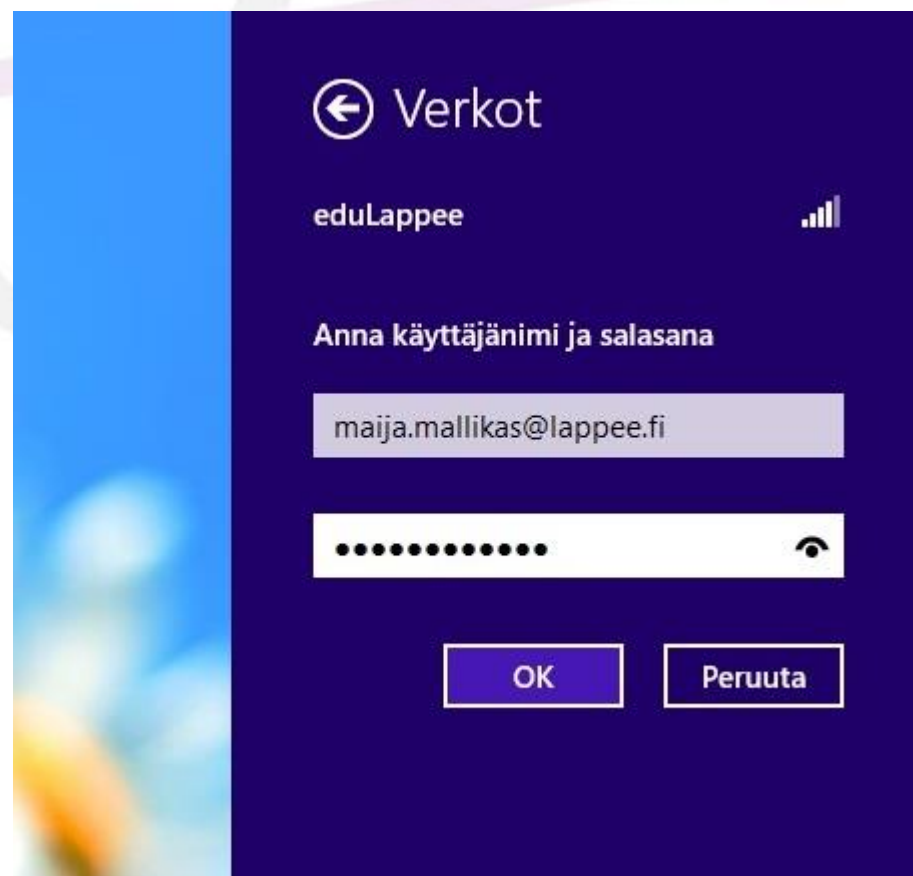 Verkot
eduLappee
Anna käyttäjänimi ja salasana
maija.mallikas@lappee.fi
••••••••••••
OK Peruuta